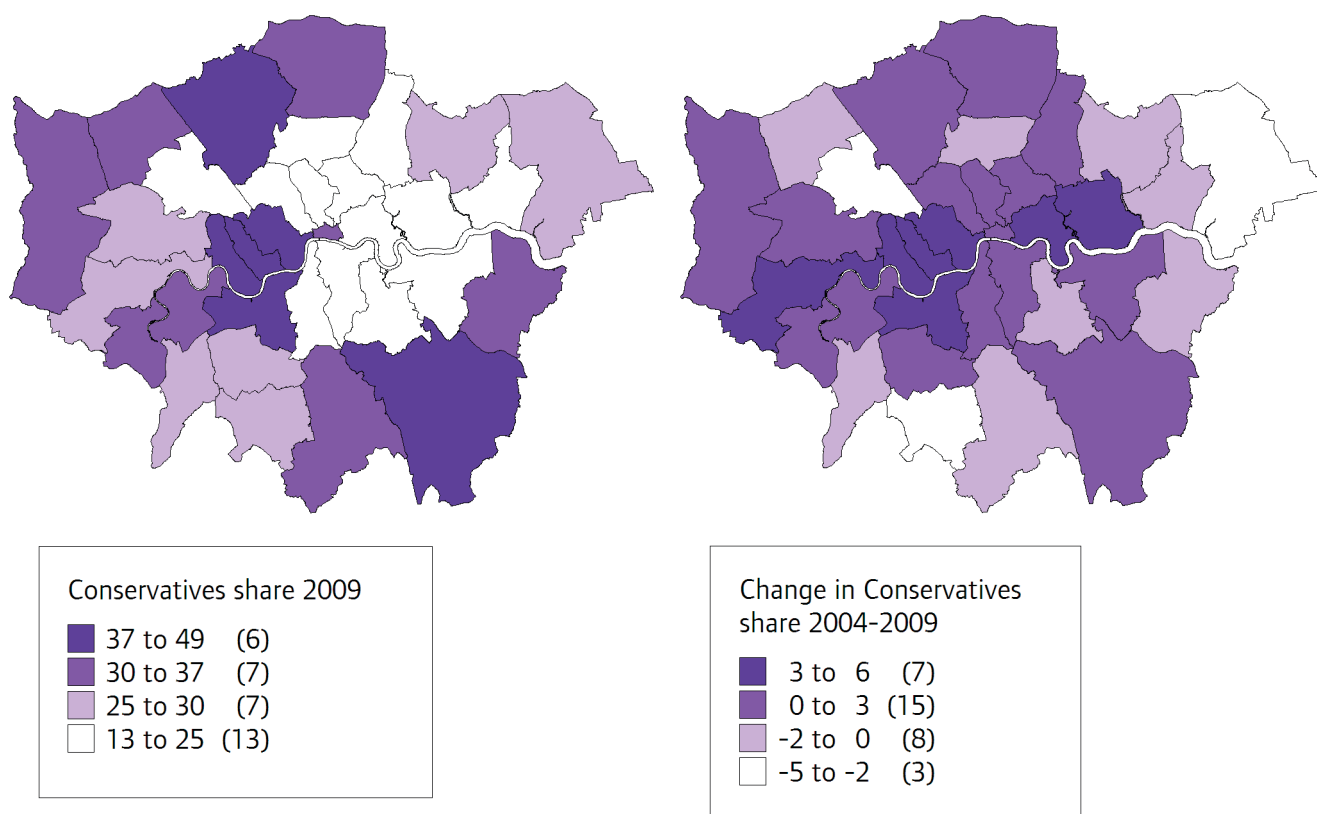 Conservatives share 2009
37 to 49 (6)
30 to 37 (7)
25 to 30 (7)
13 to 25 (13)
Change in Conservatives
share 2004-2009
3 to 6 (7)
0 to 3 (15)
-2 to 0 (8)
-5 to -2 (3)